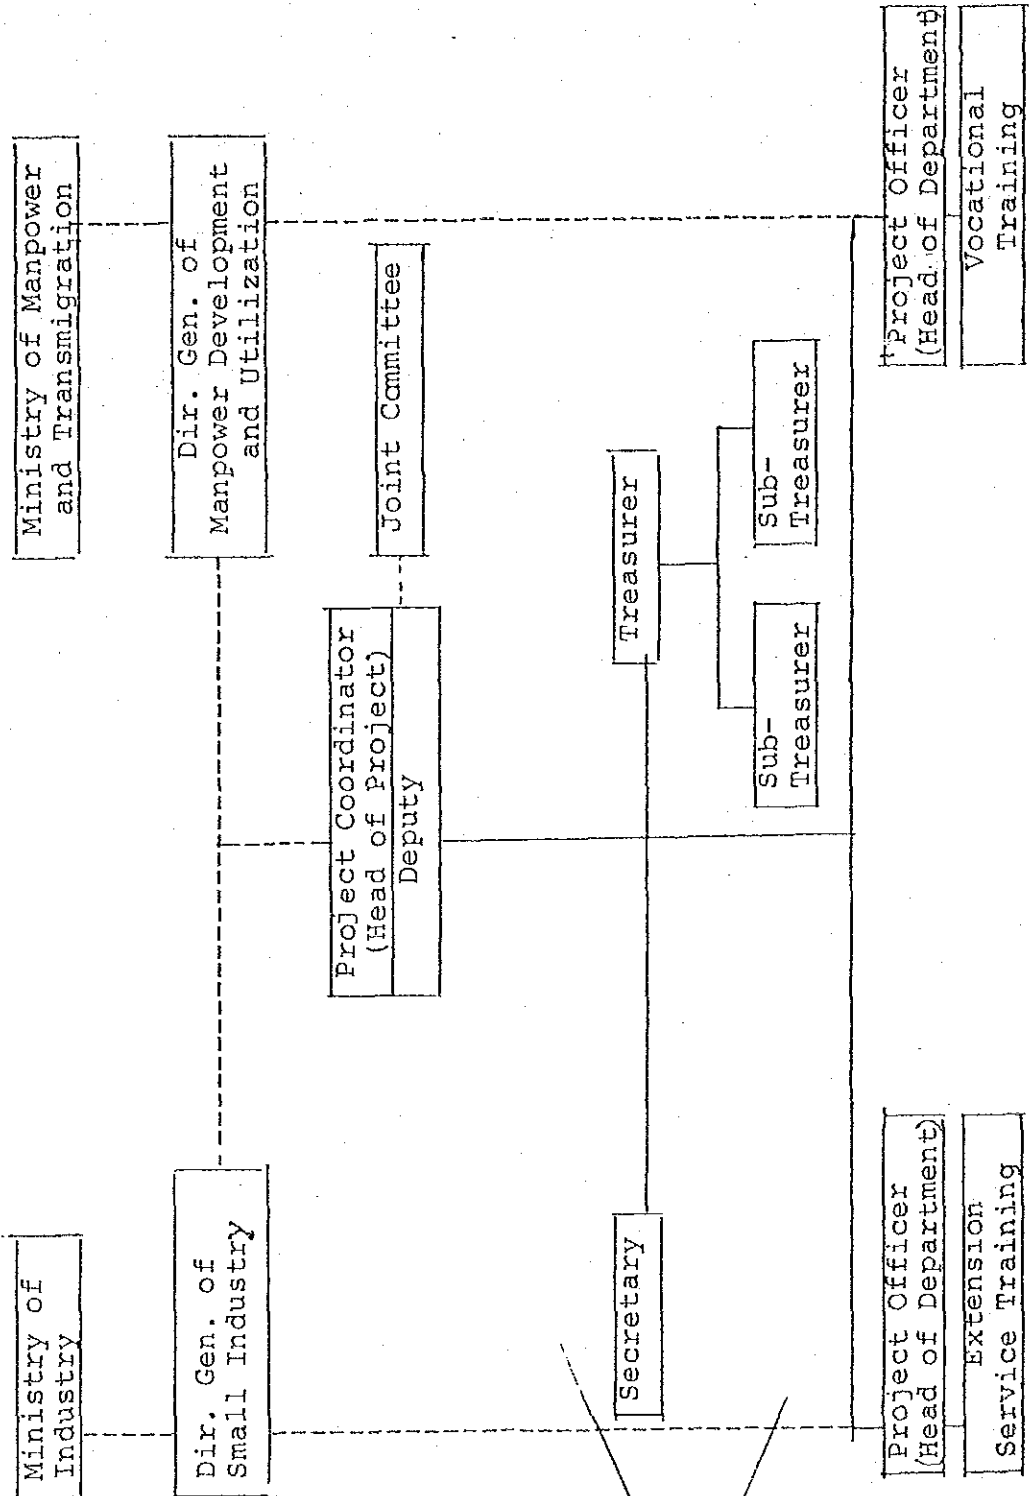 Ministry of
Industry
Ministry of Manpower
and Transmigration
Dir. Gen. of
Small Industry
Dir. Gen. of
Manpower Development
and Utilization
Project Coordinator
(Head of Project)
Deputy
Joint Committee
Secretary
Treasurer
Sub-
Treasurer
Sub-
Treasurer
Project Officer
(Head of Department)
Extension
Service Training
Project Officer
(Head of Department)
Vocational
Training